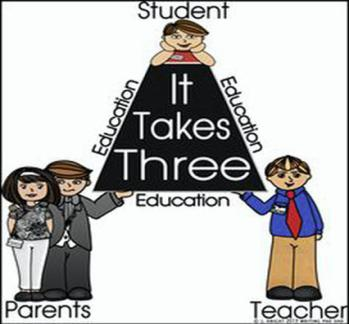 Student
Education
Education
It
Takes
Three
Education
Parents
Teacher